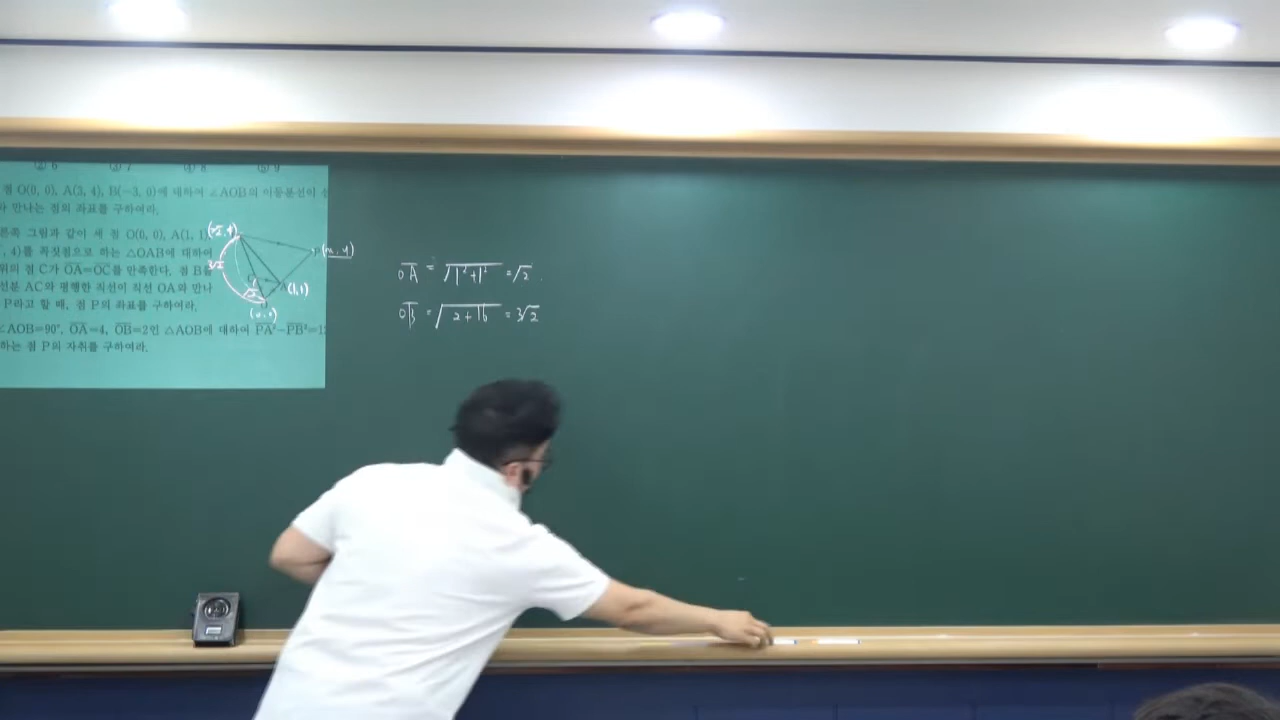 ② 6 ③ 7 ④ 8 ⑤ 9
점 O(0, 0), A(3, 4), B(−3, 0)에 대하여 ∠AOB의 이등분선이
만나는 점의 좌표를 구하여라.
른쪽 그림과 같이 세 점 O(0, 0), A(1, 1),
, 4)를 꼭짓점으로 하는 △OAB에 대하여
위의 점 C가 OA=OC를 만족한다. 점 B를
선분 AC와 평행한 직선이 직선 OA와 만나
P라고 할 때, 점 P의 좌표를 구하여라.
∠AOB=90°, OA=4, OB=2인 △AOB에 대하여 PA²−PB²=12
하는 점 P의 자취를 구하여라.
3√2
√2
(1,1)
(0,0)
OA = √1²+1² = √2
OB = √2+16 = 3√2